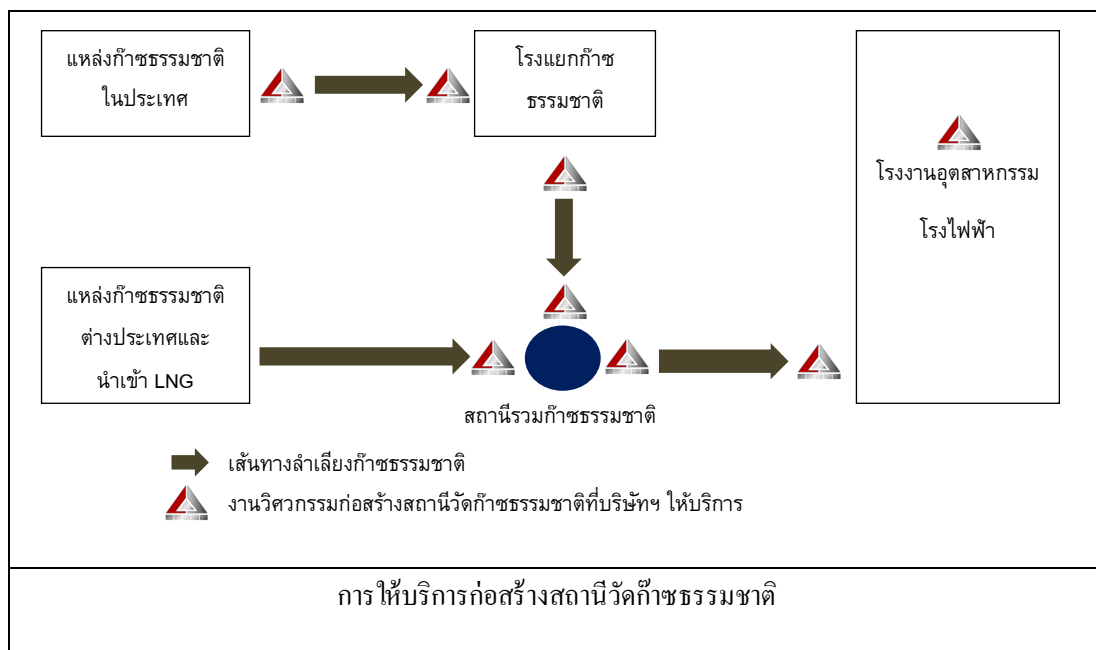 แหล่งก๊าซธรรมชาติ
ในประเทศ
โรงแยกก๊าซ
ธรรมชาติ
โรงงานอุตสาหกรรม
โรงไฟฟ้า
แหล่งก๊าซธรรมชาติ
ต่างประเทศและ
นำเข้า LNG
สถานีรวมก๊าซธรรมชาติ
เส้นทางลำเลียงก๊าซธรรมชาติ
งานวิศวกรรมก่อสร้างสถานีวัดก๊าซธรรมชาติที่บริษัทฯ ให้บริการ
การให้บริการก่อสร้างสถานีวัดก๊าซธรรมชาติ